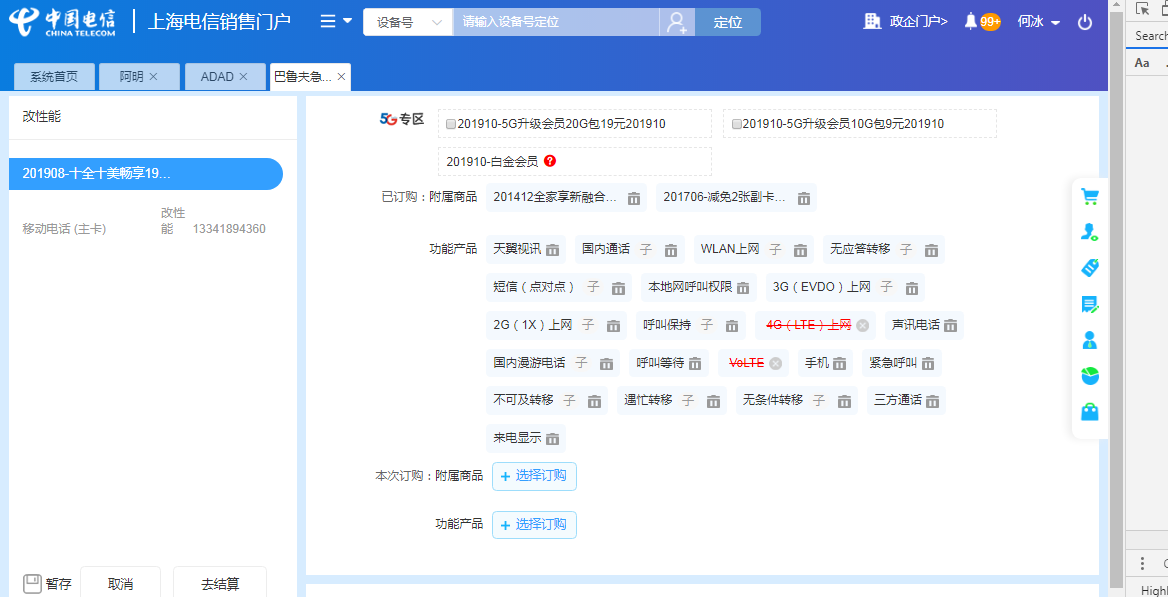 中国电信
CHINA TELECOM
上海电信销售门户
设备号
请输入设备号定位
定位
政企门户>
99+
何冰
Search
系统首页
阿明 ×
ADAD ×
巴鲁夫急... ×
Aa
改性能
201908-十全十美畅享19...
移动电话 (主卡)
改性能
13341894360
5G专区
201910-5G升级会员20G包19元201910
201910-5G升级会员10G包9元201910
201910-白金会员 ?
已订购：附属商品
201412全家享新融合...
201706-减免2张副卡...
功能产品
天翼视讯
国内通话 子
WLAN上网 子
无应答转移 子
短信（点对点） 子
本地网呼叫权限
3G（EVDO）上网 子
2G（1X）上网 子
呼叫保持 子
4G（LTE）上网
声讯电话
国内漫游电话 子
呼叫等待
VoLTE
手机
紧急呼叫
不可及转移 子
遇忙转移 子
无条件转移 子
三方通话
来电显示
本次订购：附属商品
+ 选择订购
功能产品
+ 选择订购
暂存
取消
去结算
Highl